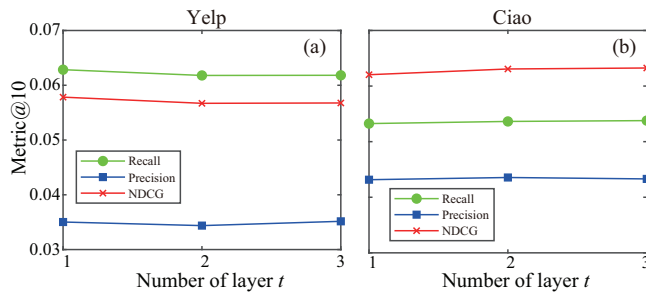 Yelp
Ciao
0.07
0.06
0.05
0.04
0.03
Metric@10
(a)
(b)
Recall
Precision
NDCG
Recall
Precision
NDCG
1 2 3
1 2 3
Number of layer t
Number of layer t